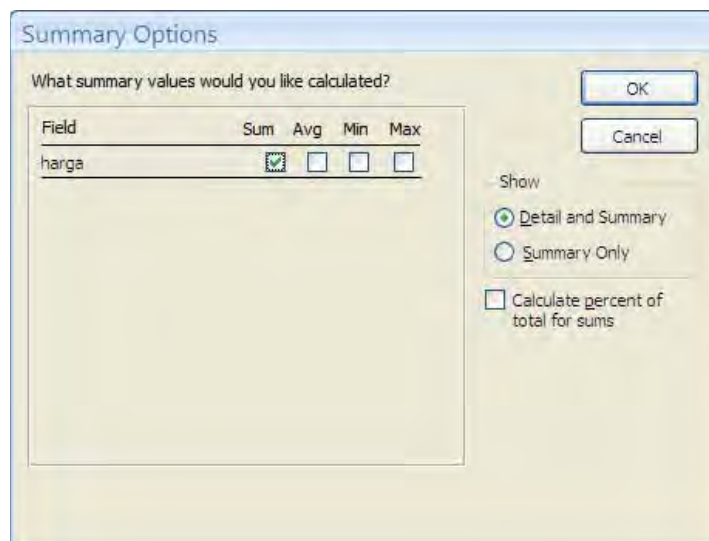 Summary Options
What summary values would you like calculated?
Field Sum Avg Min Max
harga
OK
Cancel
Show
Detail and Summary
Summary Only
Calculate percent of
total for sums